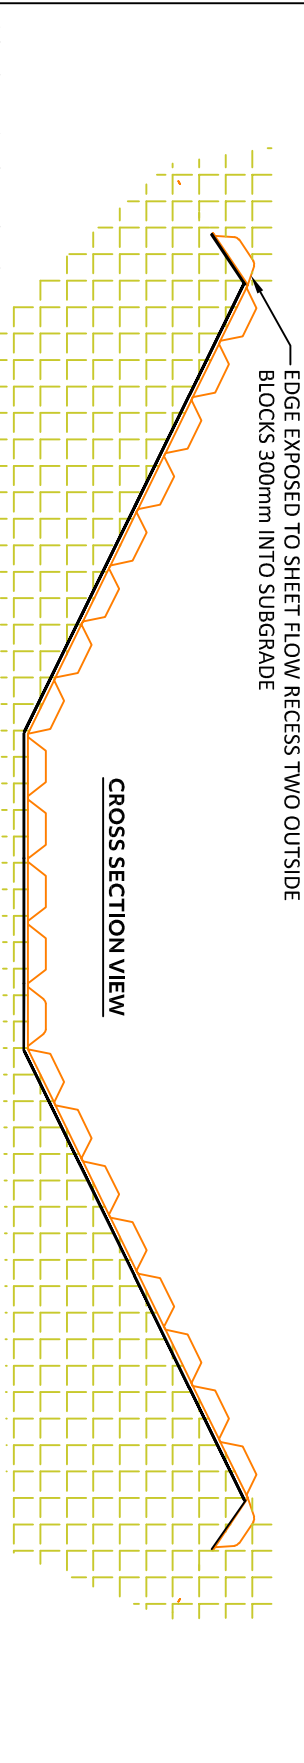 EDGE EXPOSED TO SHEET FLOW RECESS TWO OUTSIDE
BLOCKS 300mm INTO SUBGRADE
CROSS SECTION VIEW